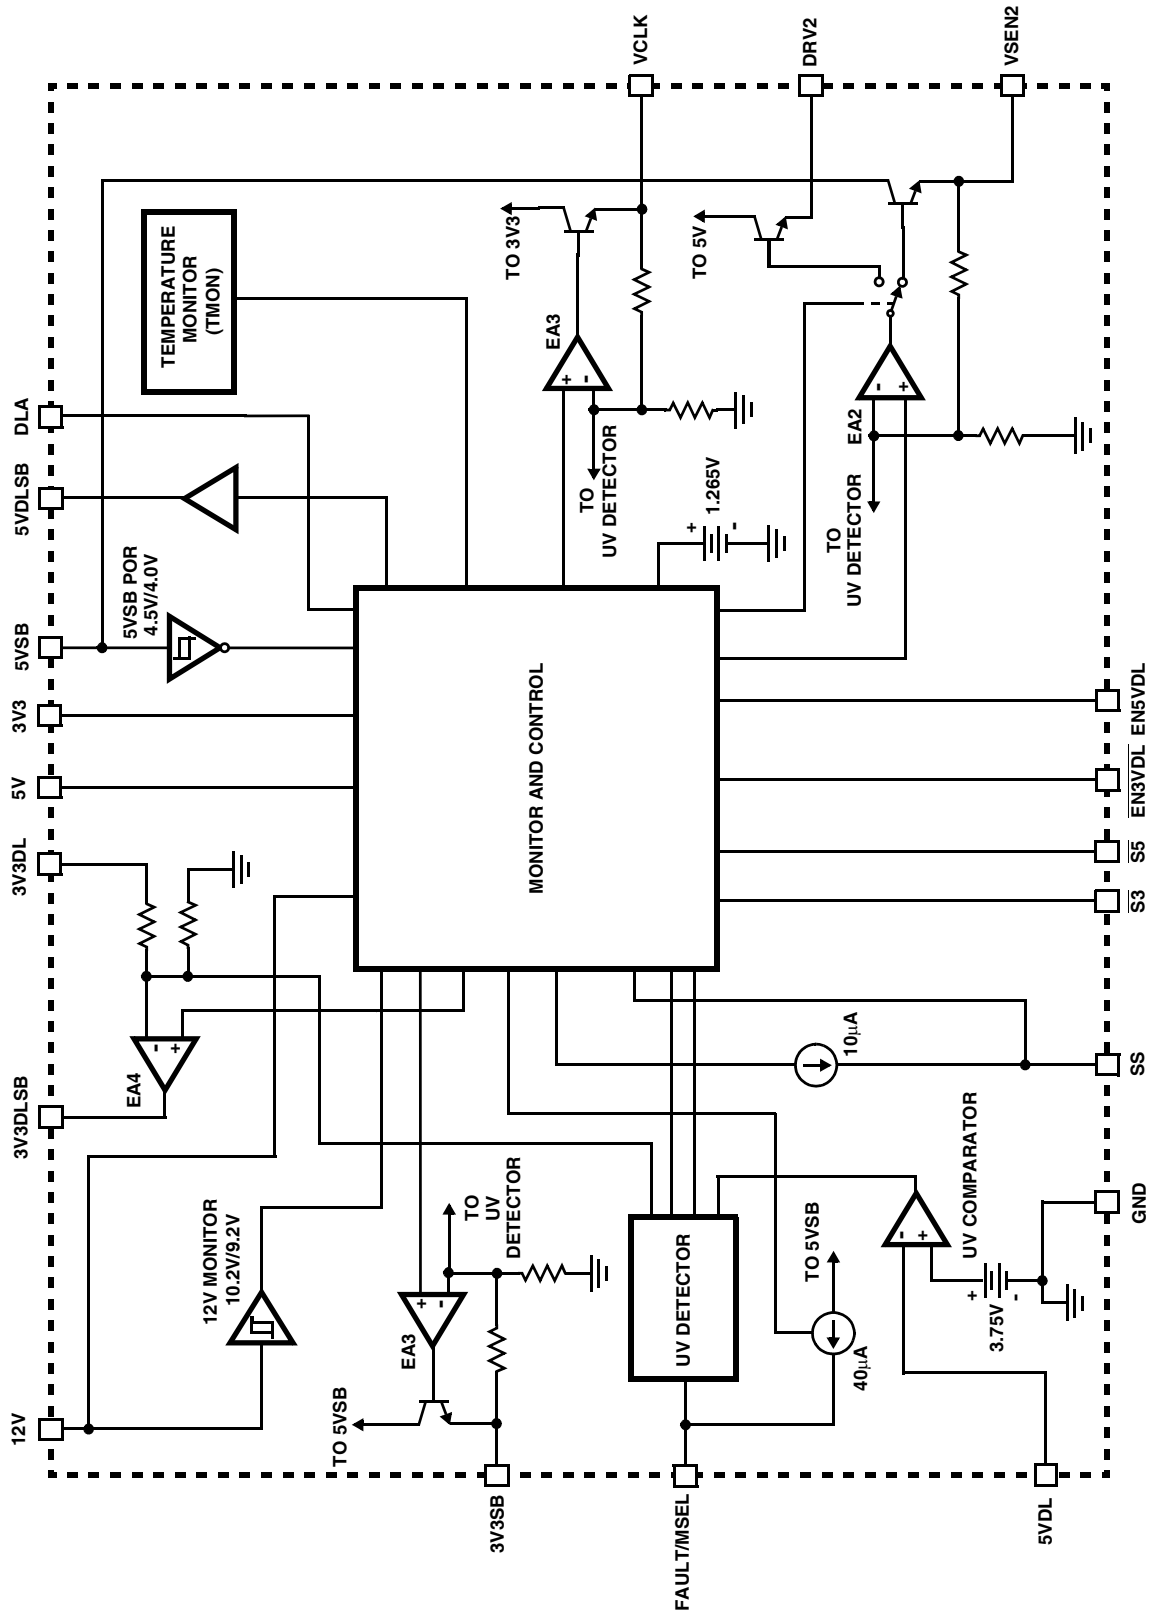 12V
3V3DLSB
3V3DL
5V
3V3
5VSB
5VDLSB
DLA
12V MONITOR
10.2V/9.2V
EA4
-
+
5VSB POR
4.5V/4.0V
TEMPERATURE
MONITOR
(TMON)
TO 5VSB
EA3
+
-
TO
UV
DETECTOR
3V3SB
MONITOR AND CONTROL
EA3
+
-
TO 3V3
TO
UV DETECTOR
VCLK
UV DETECTOR
FAULT/MSEL
1.265V
+
-
TO 5V
DRV2
TO 5VSB
40µA
10µA
EA2
-
+
TO
UV DETECTOR
VSEN2
UV COMPARATOR
-
+
3.75V
+
-
5VDL
GND
SS
S3
S5
EN3VDL
EN5VDL